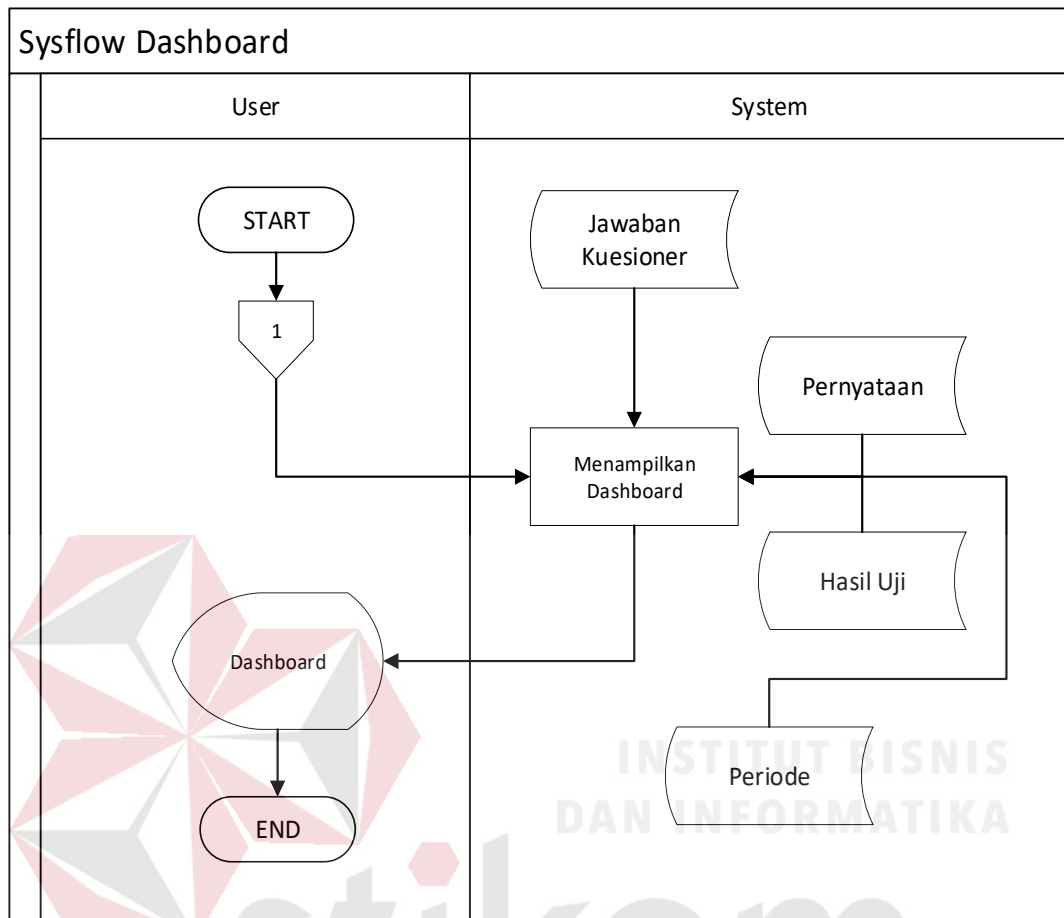 Sysflow Dashboard
User
System
START
1
Jawaban
Kuesioner
Pernyataan
Menampilkan
Dashboard
Hasil Uji
Dashboard
Periode
END
INSTITUT BISNIS
DAN INFORMATIKA
stikom